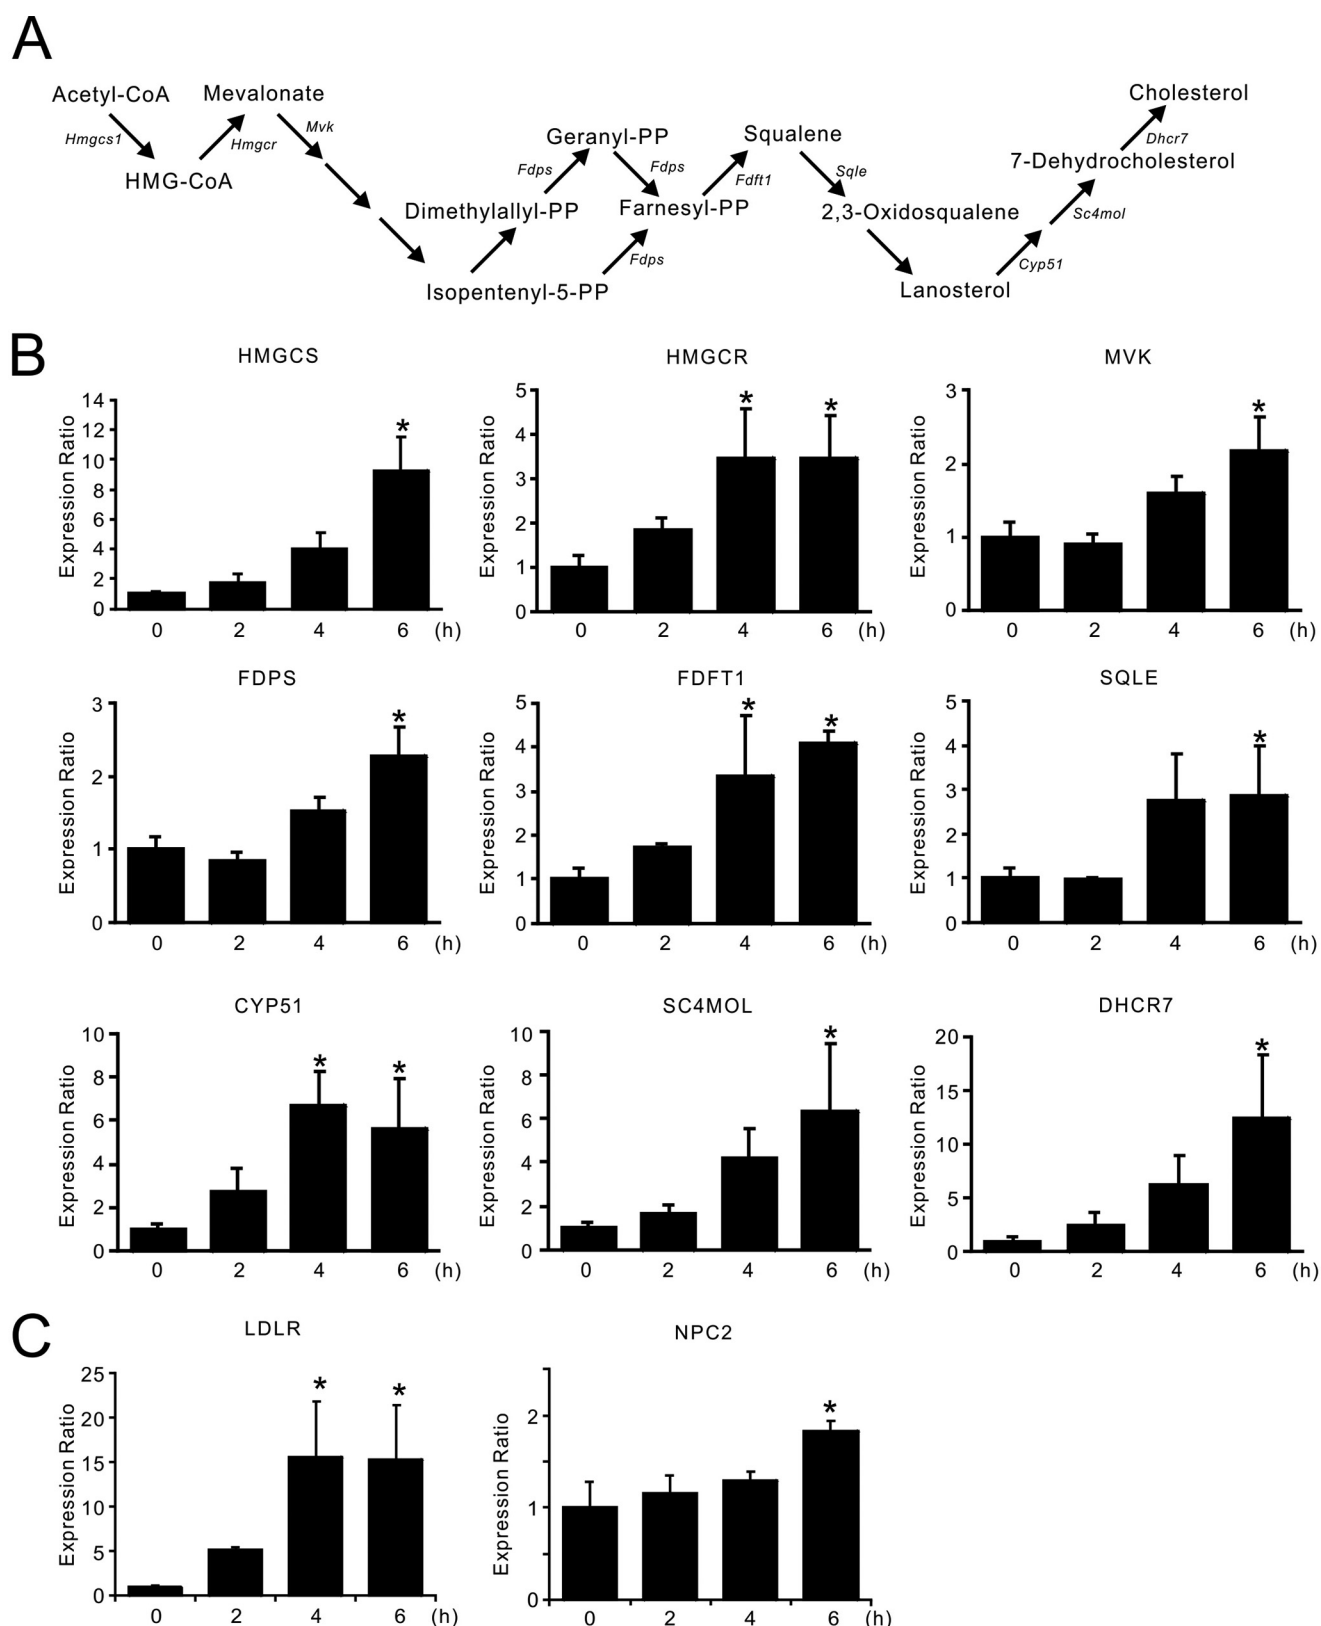 A
Acetyl-CoA
Mevalonate
Cholesterol
Hmgcs1
Hmgcr
Mvk
Geranyl-PP
Squalene
Dhcr7
HMG-CoA
Fdps
Fdps
Fdft1
Sqle
7-Dehydrocholesterol
Dimethylallyl-PP
Farnesyl-PP
2,3-Oxidosqualene
Sc4mol
Fdps
Cyp51
Isopentenyl-5-PP
Lanosterol
B
HMGCS
Expression Ratio
14
12
10
8
6
4
2
0
*
0 2 4 6 (h)
HMGCR
Expression Ratio
5
4
3
2
1
0
* *
0 2 4 6 (h)
MVK
Expression Ratio
3
2
1
0
*
0 2 4 6 (h)
FDPS
Expression Ratio
3
2
1
0
*
0 2 4 6 (h)
FDFT1
Expression Ratio
5
4
3
2
1
0
* *
0 2 4 6 (h)
SQLE
Expression Ratio
5
4
3
2
1
0
*
0 2 4 6 (h)
CYP51
Expression Ratio
10
8
6
4
2
0
* *
0 2 4 6 (h)
SC4MOL
Expression Ratio
10
8
6
4
2
0
*
0 2 4 6 (h)
DHCR7
Expression Ratio
20
15
10
5
0
*
0 2 4 6 (h)
C
LDLR
Expression Ratio
25
20
15
10
5
0
* *
0 2 4 6 (h)
NPC2
Expression Ratio
2
1
0
*
0 2 4 6 (h)